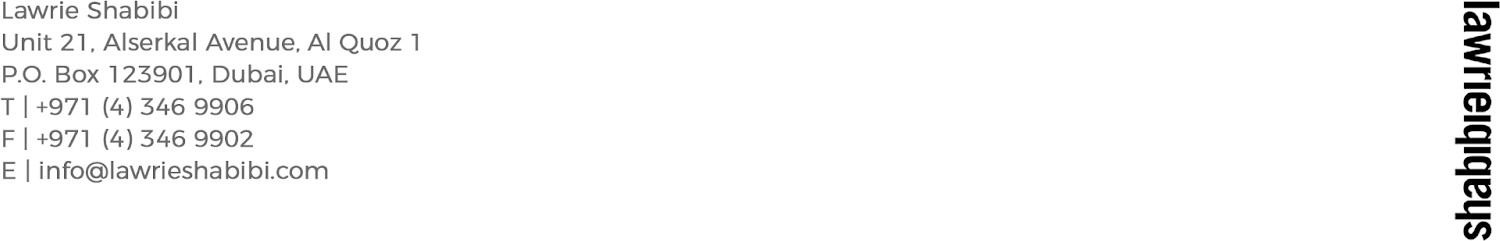 Lawrie Shabibi
Unit 21, Alserkal Avenue, Al Quoz 1
P.O. Box 123901, Dubai, UAE
T | +971 (4) 346 9906
F | +971 (4) 346 9902
E | info@lawrieshabibi.com
lawrieshabibi